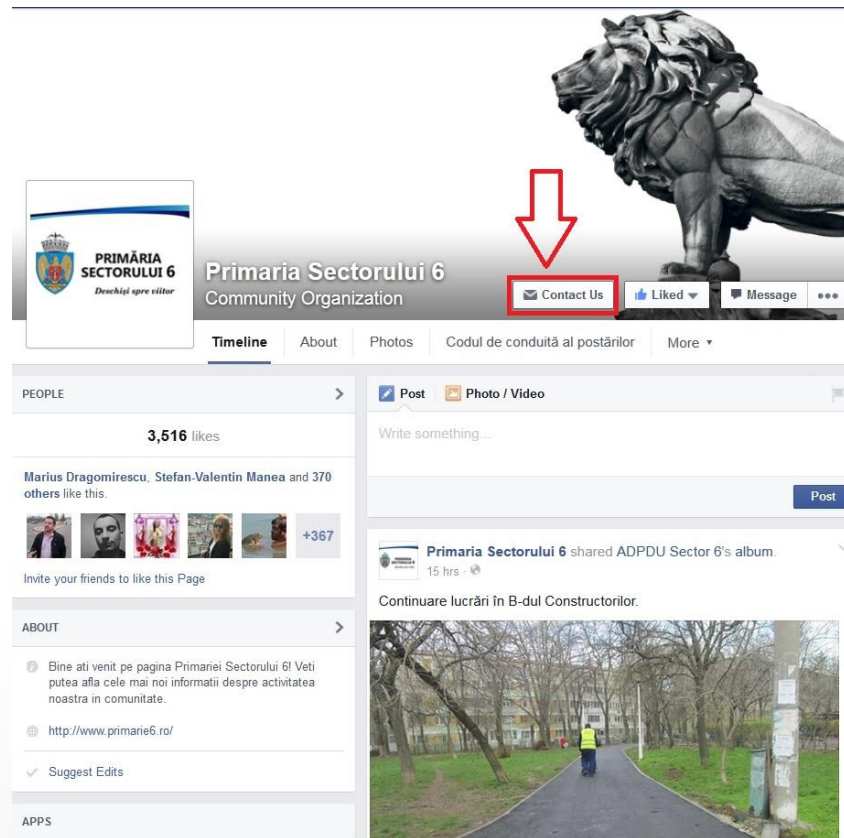 PRIMĂRIA
SECTORULUI 6
Deschiși spre viitor
Primaria Sectorului 6
Community Organization
Contact Us
Liked
Message
Timeline
About
Photos
Codul de conduită al postărilor
More
PEOPLE
3,516 likes
Marius Dragomirescu, Stefan-Valentin Manea and 370
others like this.
+367
Invite your friends to like this Page
ABOUT
Bine ati venit pe pagina Primariei Sectorului 6! Veti
putea afla cele mai noi informatii despre activitatea
noastra in comunitate.
http://www.primarie6.ro/
Suggest Edits
APPS
Post
Photo / Video
Write something...
Post
Primaria Sectorului 6 shared ADPDU Sector 6's album.
15 hrs ·
Continuare lucrări în B-dul Constructorilor.